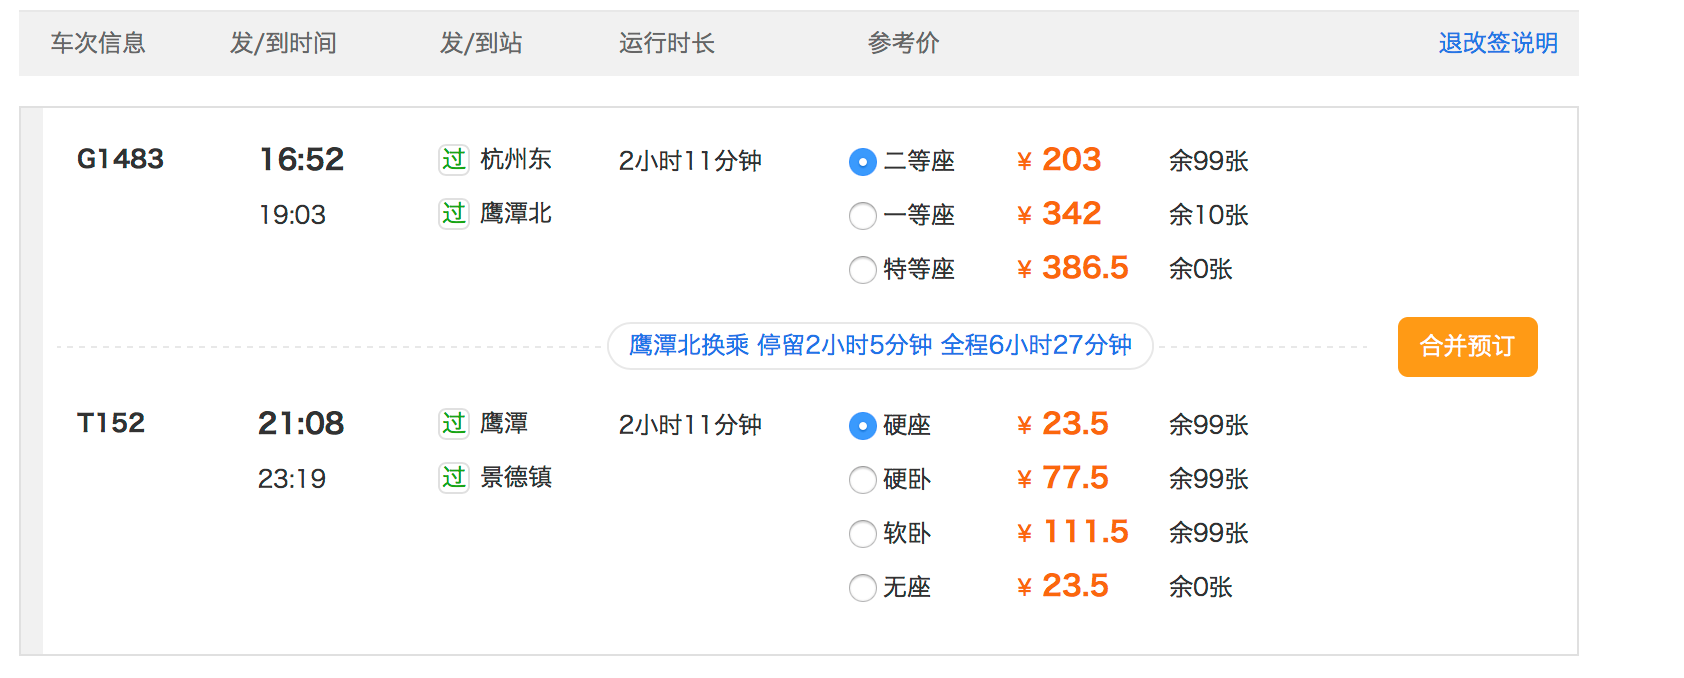 车次信息 发/到时间 发/到站 运行时长 参考价 退改签说明
G1483 16:52 过 杭州东 2小时11分钟 二等座 ¥ 203 余99张
19:03 过 鹰潭北 一等座 ¥ 342 余10张
特等座 ¥ 386.5 余0张
鹰潭北换乘 停留2小时5分钟 全程6小时27分钟 合并预订
T152 21:08 过 鹰潭 2小时11分钟 硬座 ¥ 23.5 余99张
23:19 过 景德镇 硬卧 ¥ 77.5 余99张
软卧 ¥ 111.5 余99张
无座 ¥ 23.5 余0张